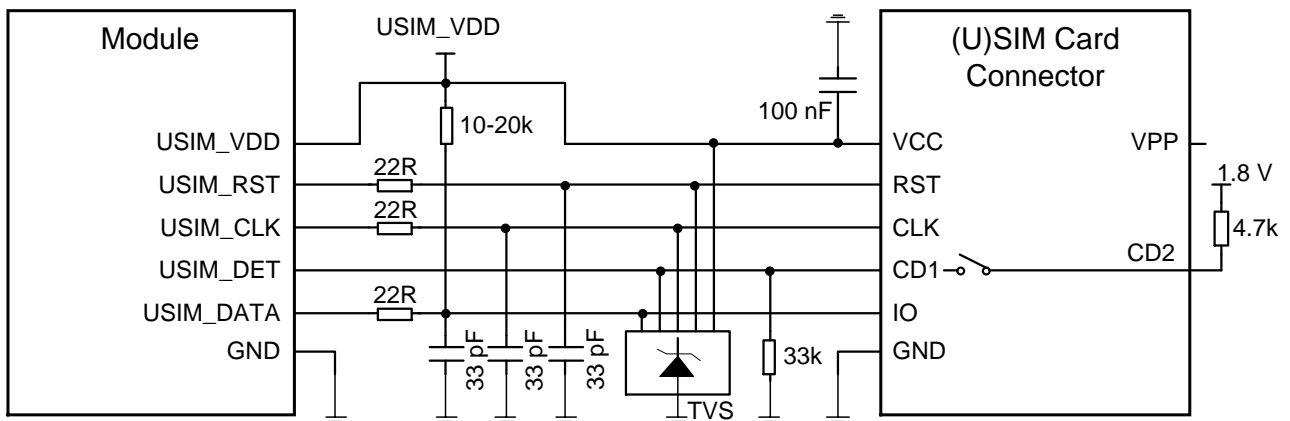 Module
USIM_VDD
(U)SIM Card
Connector
100 nF
10-20k
USIM_VDD
VCC
VPP
22R
USIM_RST
RST
1.8 V
22R
USIM_CLK
CLK
4.7k
USIM_DET
CD1
CD2
22R
USIM_DATA
IO
GND
33 pF
33 pF
33 pF
33k
GND
TVS